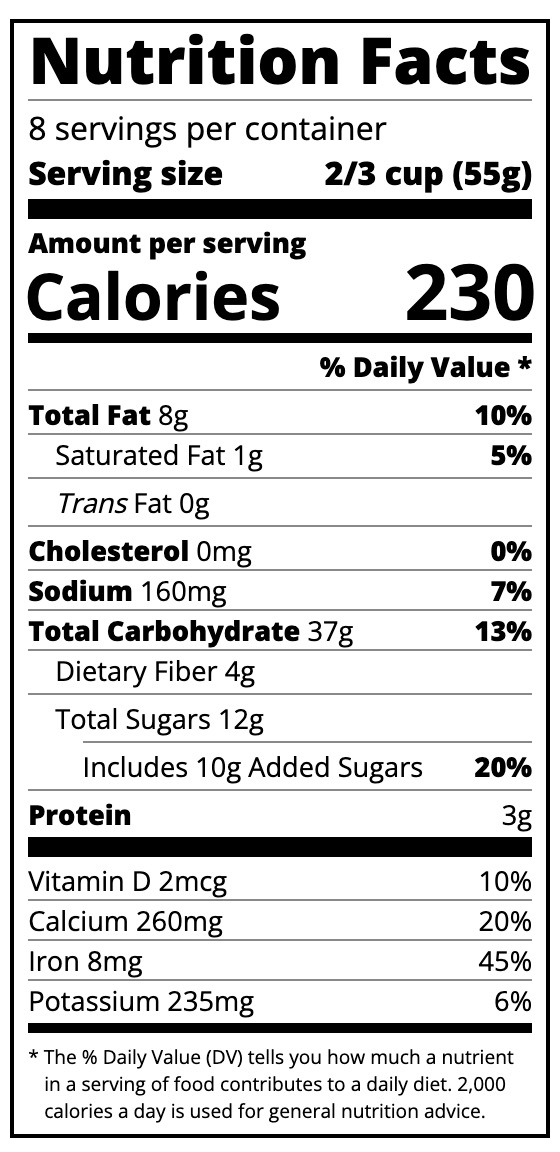 Nutrition Facts
8 servings per container
Serving size 2/3 cup (55g)
Amount per serving
Calories 230
% Daily Value *
Total Fat 8g 10%
Saturated Fat 1g 5%
Trans Fat 0g
Cholesterol 0mg 0%
Sodium 160mg 7%
Total Carbohydrate 37g 13%
Dietary Fiber 4g
Total Sugars 12g
Includes 10g Added Sugars 20%
Protein 3g
Vitamin D 2mcg 10%
Calcium 260mg 20%
Iron 8mg 45%
Potassium 235mg 6%
* The % Daily Value (DV) tells you how much a nutrient
in a serving of food contributes to a daily diet. 2,000
calories a day is used for general nutrition advice.